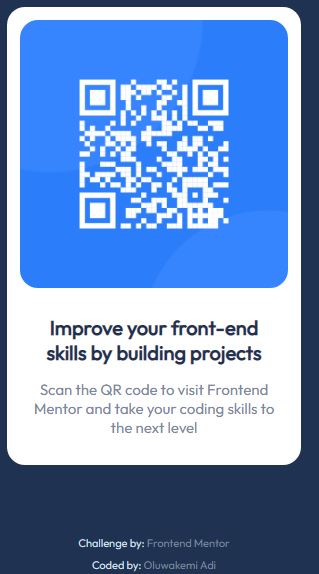 Improve your front-end
skills by building projects
Scan the QR code to visit Frontend
Mentor and take your coding skills to
the next level
Challenge by: Frontend Mentor
Coded by: Oluwakemi Adi